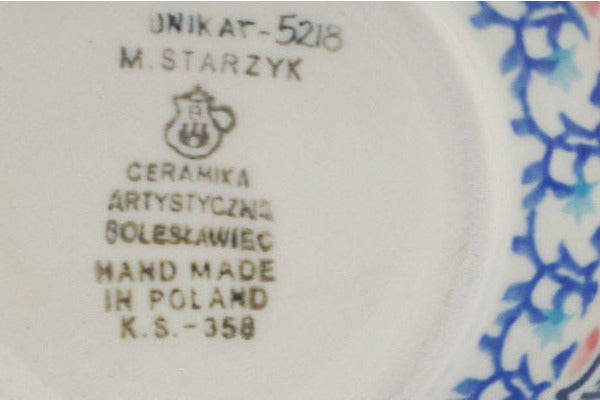 UNIKAT-5218
M. STARZYK
CERAMIKA
ARTYSTYCZNA
BOLESŁAWIEC
HAND MADE
IN POLAND
K.S.-358